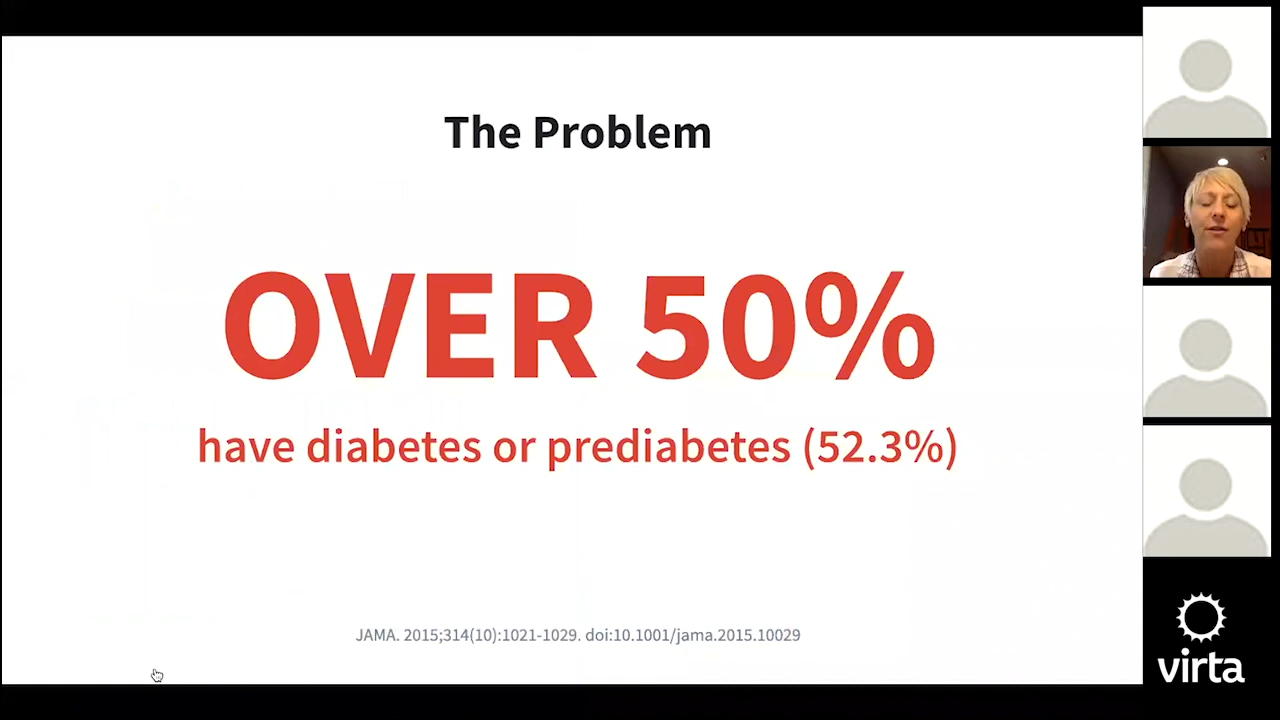 The Problem
OVER 50%
have diabetes or prediabetes (52.3%)
JAMA. 2015;314(10):1021-1029. doi:10.1001/jama.2015.10029
virta